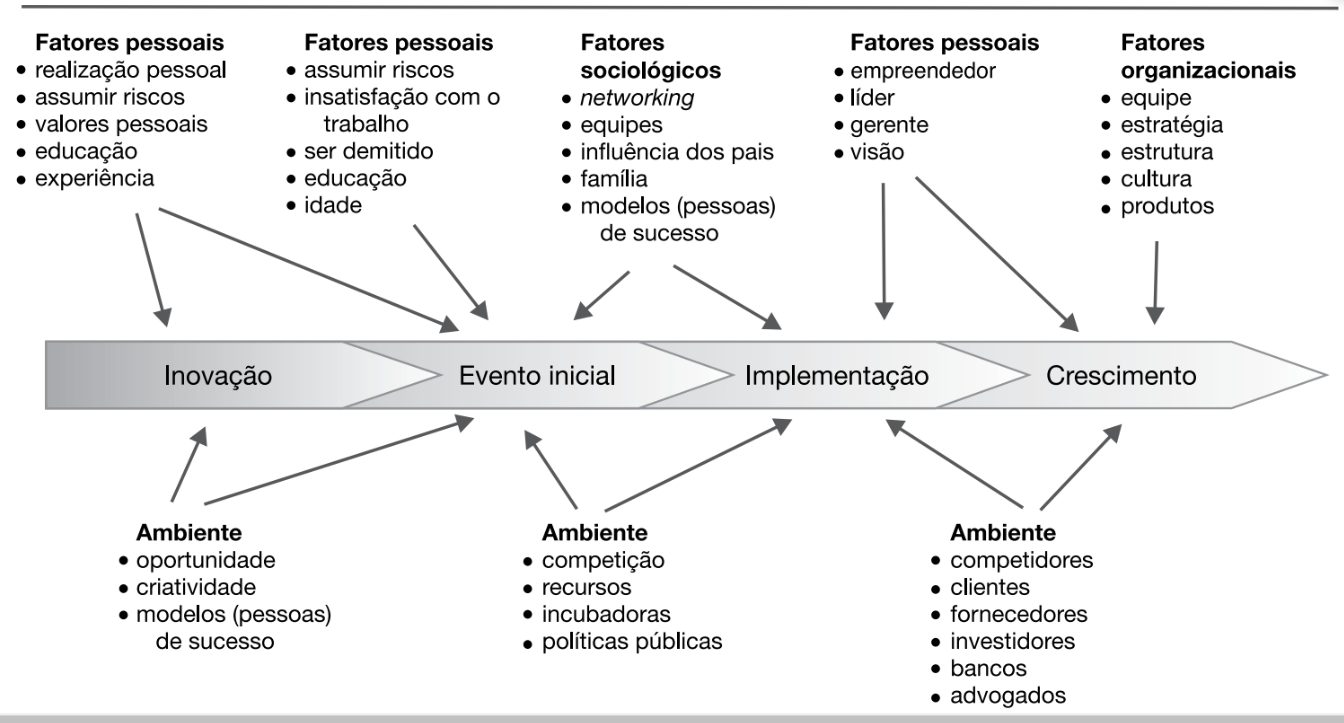 Fatores pessoais
• realização pessoal
• assumir riscos
• valores pessoais
• educação
• experiência
Fatores pessoais
• assumir riscos
• insatisfação com o
trabalho
• ser demitido
• educação
• idade
Fatores
sociológicos
• networking
• equipes
• influência dos pais
• família
• modelos (pessoas)
de sucesso
Fatores pessoais
• empreendedor
• líder
• gerente
• visão
Fatores
organizacionais
• equipe
• estratégia
• estrutura
• cultura
• produtos
Inovação
Evento inicial
Implementação
Crescimento
Ambiente
• oportunidade
• criatividade
• modelos (pessoas)
de sucesso
Ambiente
• competição
• recursos
• incubadoras
• políticas públicas
Ambiente
• competidores
• clientes
• fornecedores
• investidores
• bancos
• advogados